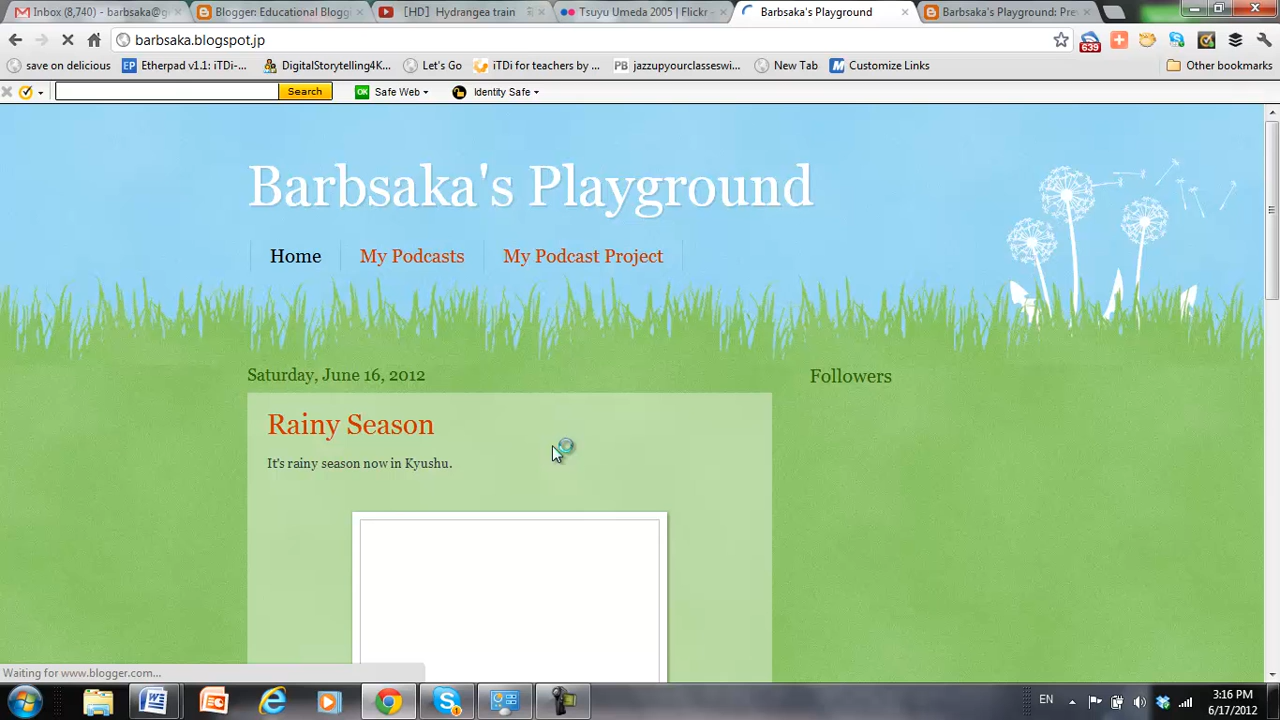 Inbox (8,740) - barbsaka@g
Blogger: Educational Blogg
[HD] Hydrangea train
Tsuyu Umeda 2005 | Flickr -
Barbsaka's Playground
Barbsaka's Playground: Pre
barbsaka.blogspot.jp
639
save on delicious
EP Etherpad v1.1: iTDi-...
DigitalStorytelling4K...
Let's Go
iTDi for teachers by ...
PB jazzupyourclasseswi...
New Tab
M Customize Links
Other bookmarks
Search
OK Safe Web
Identity Safe
Barbsaka's Playground
Home
My Podcasts
My Podcast Project
Saturday, June 16, 2012
Followers
Rainy Season
It's rainy season now in Kyushu.
Waiting for www.blogger.com...
EN
3:16 PM
6/17/2012